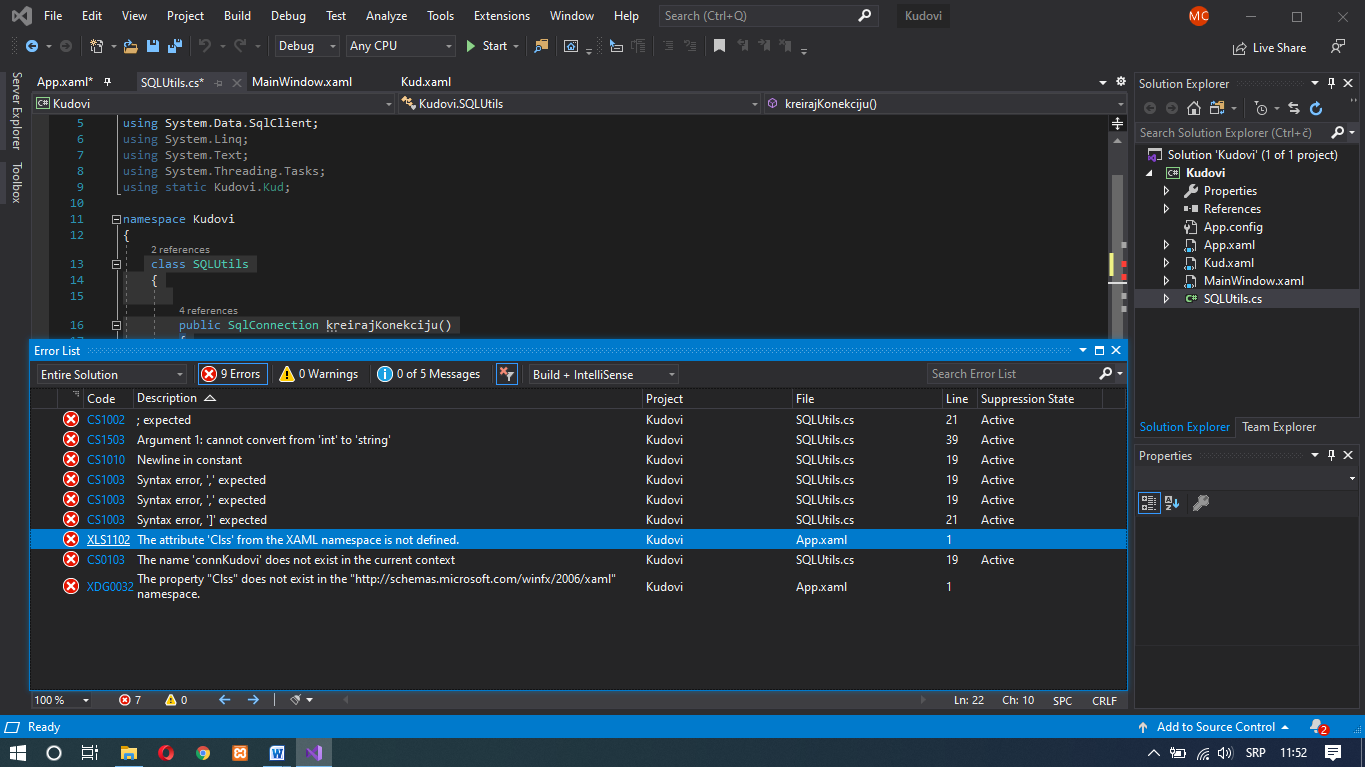 File Edit View Project Build Debug Test Analyze Tools Extensions Window Help Search (Ctrl+Q) Kudovi MC
Debug Any CPU Start Live Share
App.xaml* SQLUtils.cs* MainWindow.xaml Kud.xaml
Kudovi Kudovi.SQLUtils kreirajKonekciju()
Server Explorer
Toolbox
5 using System.Data.SqlClient;
6 using System.Linq;
7 using System.Text;
8 using System.Threading.Tasks;
9 using static Kudovi.Kud;
10
11 namespace Kudovi
12 {
2 references
13 class SQLUtils
14 {
15
4 references
16 public SqlConnection kreirajKonekciju()
17 {
Error List
Entire Solution 9 Errors 0 Warnings 0 of 5 Messages Build + IntelliSense Search Error List
Code Description Project File Line Suppression State
CS1002 ; expected Kudovi SQLUtils.cs 21 Active
CS1503 Argument 1: cannot convert from 'int' to 'string' Kudovi SQLUtils.cs 39 Active
CS1010 Newline in constant Kudovi SQLUtils.cs 19 Active
CS1003 Syntax error, ',' expected Kudovi SQLUtils.cs 19 Active
CS1003 Syntax error, ',' expected Kudovi SQLUtils.cs 19 Active
CS1003 Syntax error, ']' expected Kudovi SQLUtils.cs 21 Active
XLS1102 The attribute 'Clss' from the XAML namespace is not defined. Kudovi App.xaml 1
CS0103 The name 'connKudovi' does not exist in the current context Kudovi SQLUtils.cs 19 Active
XDG0032 The property "Clss" does not exist in the "http://schemas.microsoft.com/winfx/2006/xaml" Kudovi App.xaml 1
namespace.
100 % 7 0 Ln: 22 Ch: 10 SPC CRLF
Solution Explorer
Search Solution Explorer (Ctrl+č)
Solution 'Kudovi' (1 of 1 project)
Kudovi
Properties
References
App.config
App.xaml
Kud.xaml
MainWindow.xaml
SQLUtils.cs
Solution Explorer Team Explorer
Properties
Ready Add to Source Control 2
SRP 11:52